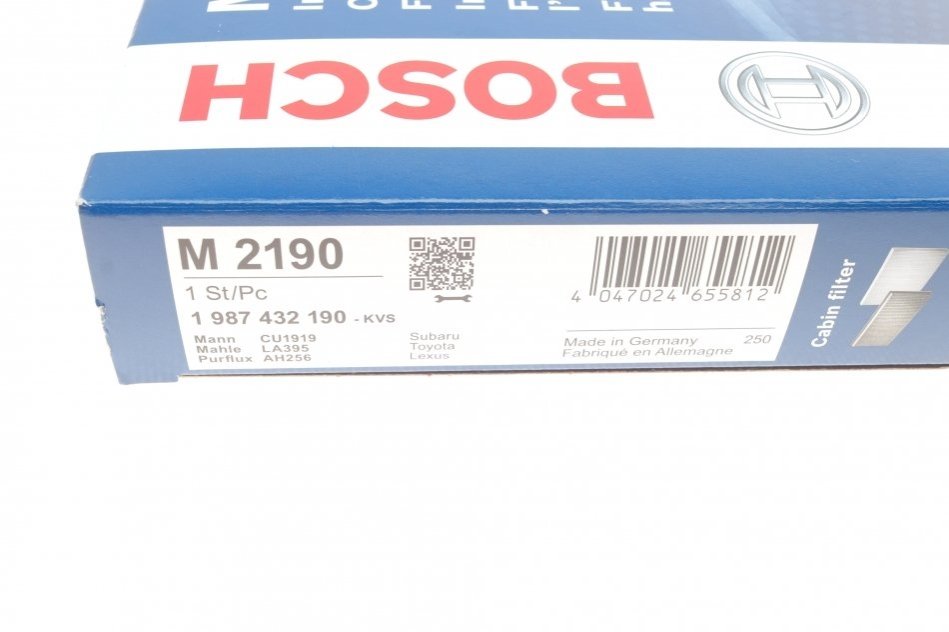 M
BOSCH
M 2190
1 St/Pc
1 987 432 190 - KVS
Mann CU1919
Mahle LA395
Purflux AH256
Subaru
Toyota
Lexus
4 047024 655812
Made in Germany 250
Fabriqué en Allemagne
Cabin filter